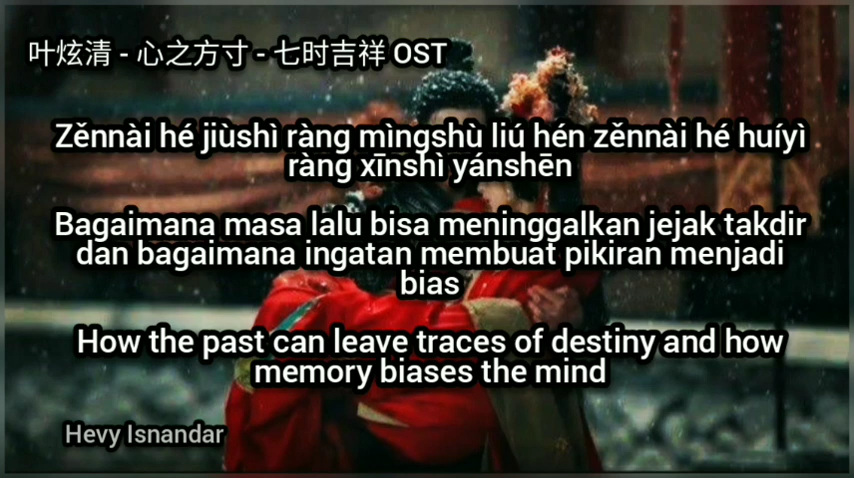 叶炫清 - 心之方寸 - 七时吉祥 OST
Zěnnài hé jiùshì ràng mìngshù liú hén zěnnài hé huíyì
ràng xīnshì yánshēn
Bagaimana masa lalu bisa meninggalkan jejak takdir
dan bagaimana ingatan membuat pikiran menjadi
bias
How the past can leave traces of destiny and how
memory biases the mind
Hevy Isnandar